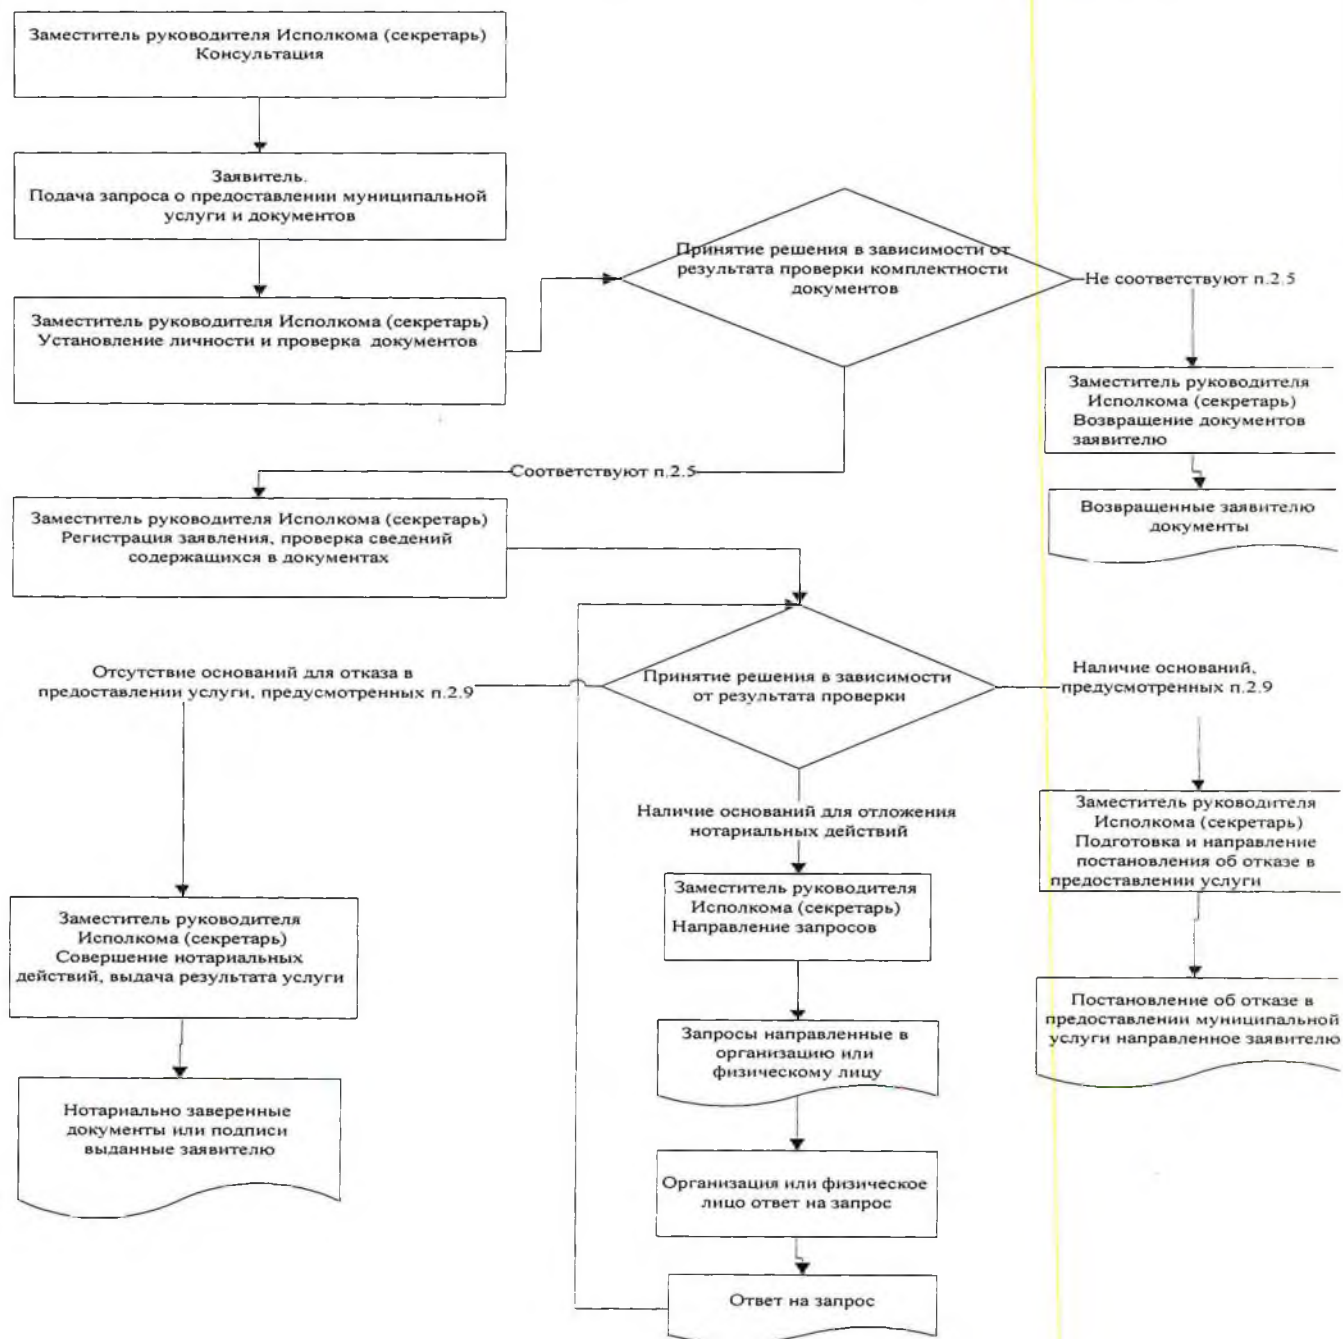 Заместитель руководителя Исполкома (секретарь)
Консультация
Заявитель.
Подача запроса о предоставлении муниципальной
услуги и документов
Заместитель руководителя Исполкома (секретарь)
Установление личности и проверка документов
Принятие решения в зависимости от
результата проверки комплектности
документов
Не соответствуют п.2.5
Заместитель руководителя
Исполкома (секретарь)
Возвращение документов
заявителю
Возвращенные заявителю
документы
Соответствуют п.2.5
Заместитель руководителя Исполкома (секретарь)
Регистрация заявления, проверка сведений
содержащихся в документах
Принятие решения в зависимости
от результата проверки
Отсутствие оснований для отказа в
предоставлении услуги, предусмотренных п.2.9
Наличие оснований,
предусмотренных п.2.9
Наличие оснований для отложения
нотариальных действий
Заместитель руководителя
Исполкома (секретарь)
Подготовка и направление
постановления об отказе в
предоставлении услуги
Заместитель руководителя
Исполкома (секретарь)
Направление запросов
Заместитель руководителя
Исполкома (секретарь)
Совершение нотариальных
действий, выдача результата услуги
Постановление об отказе в
предоставлении муниципальной
услуги направленное заявителю
Запросы направленные в
организацию или
физическому лицу
Нотариально заверенные
документы или подписи
выданные заявителю
Организация или физическое
лицо ответ на запрос
Ответ на запрос